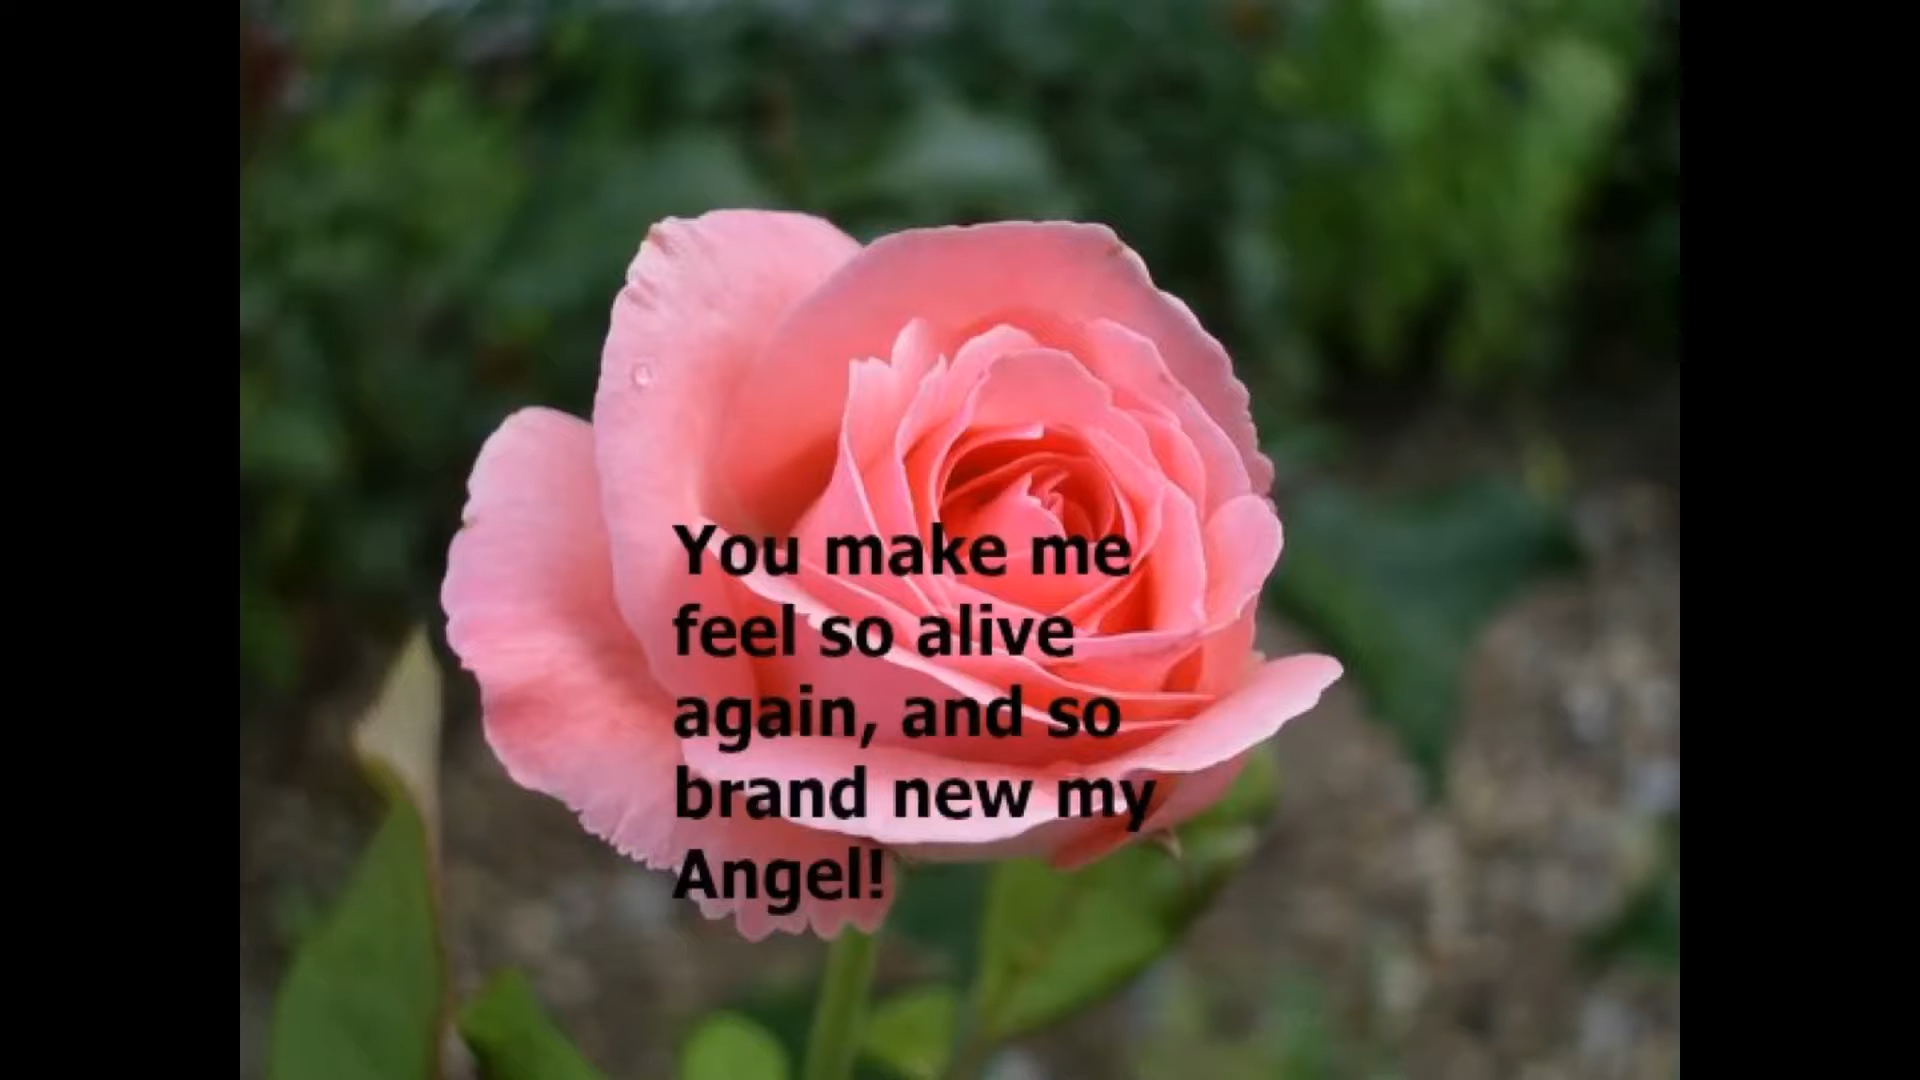 You make me
feel so alive
again, and so
brand new my
Angel!